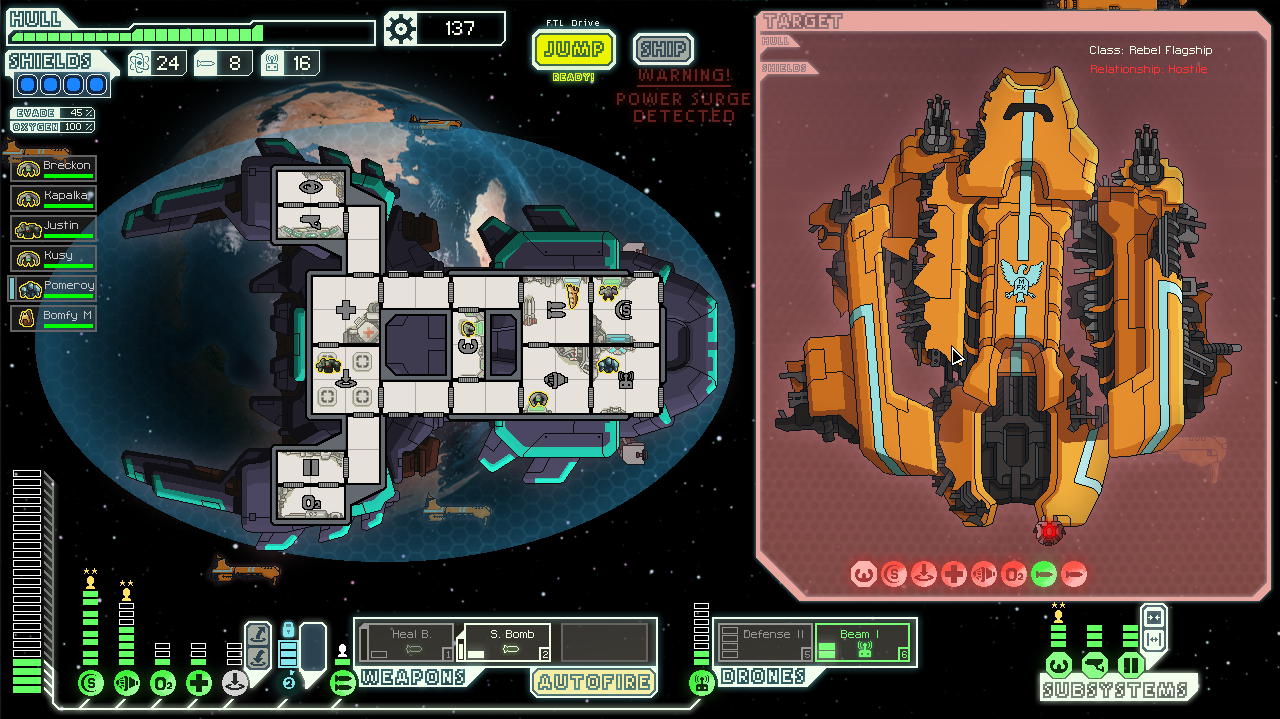 HULL
137
FTL Drive
JUMP
READY!
SHIP
WARNING!
POWER SURGE
DETECTED
SHIELDS
24
8
16
EVADE 45 %
OXYGEN 100 %
Breckon
Kapalka
Justin
Kusy
Pomeroy
Bomfy M
TARGET
HULL
SHIELDS
Class: Rebel Flagship
Relationship: Hostile
Heal B. 1
S. Bomb 2
WEAPONS
AUTOFIRE
Defense II 5
Beam I 6
DRONES
2
SUBSYSTEMS